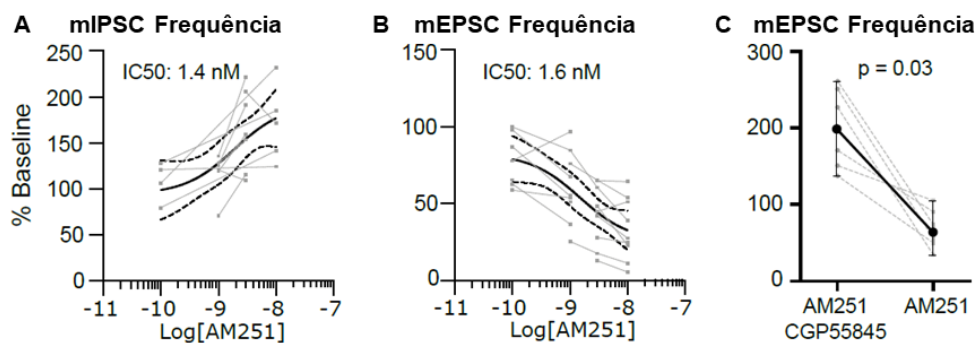 A mIPSC Frequência
B mEPSC Frequência
C mEPSC Frequência
% Baseline
250
200
150
100
50
0
IC50: 1.4 nM
-11 -10 -9 -8 -7
Log[AM251]
150
100
50
0
IC50: 1.6 nM
-11 -10 -9 -8 -7
Log[AM251]
300
200
100
0
p = 0.03
AM251 AM251
CGP55845